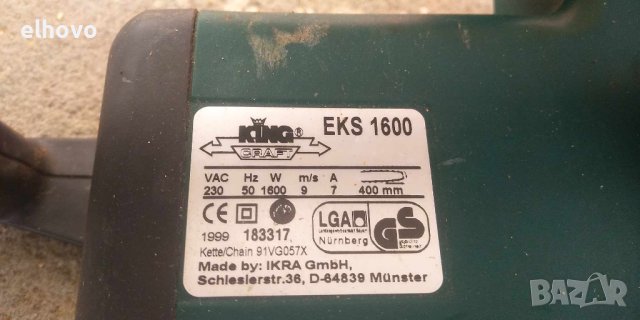 elhovo
KING® EKS 1600
CRAFT
VAC Hz W m/s A
230 50 1600 9 7 400 mm
CE LGA GS
Nürnberg
1999 183317
Kette/Chain 91VG057X
Made by: IKRA GmbH,
Schlesierstr.36, D-64839 Münster
BAZAR